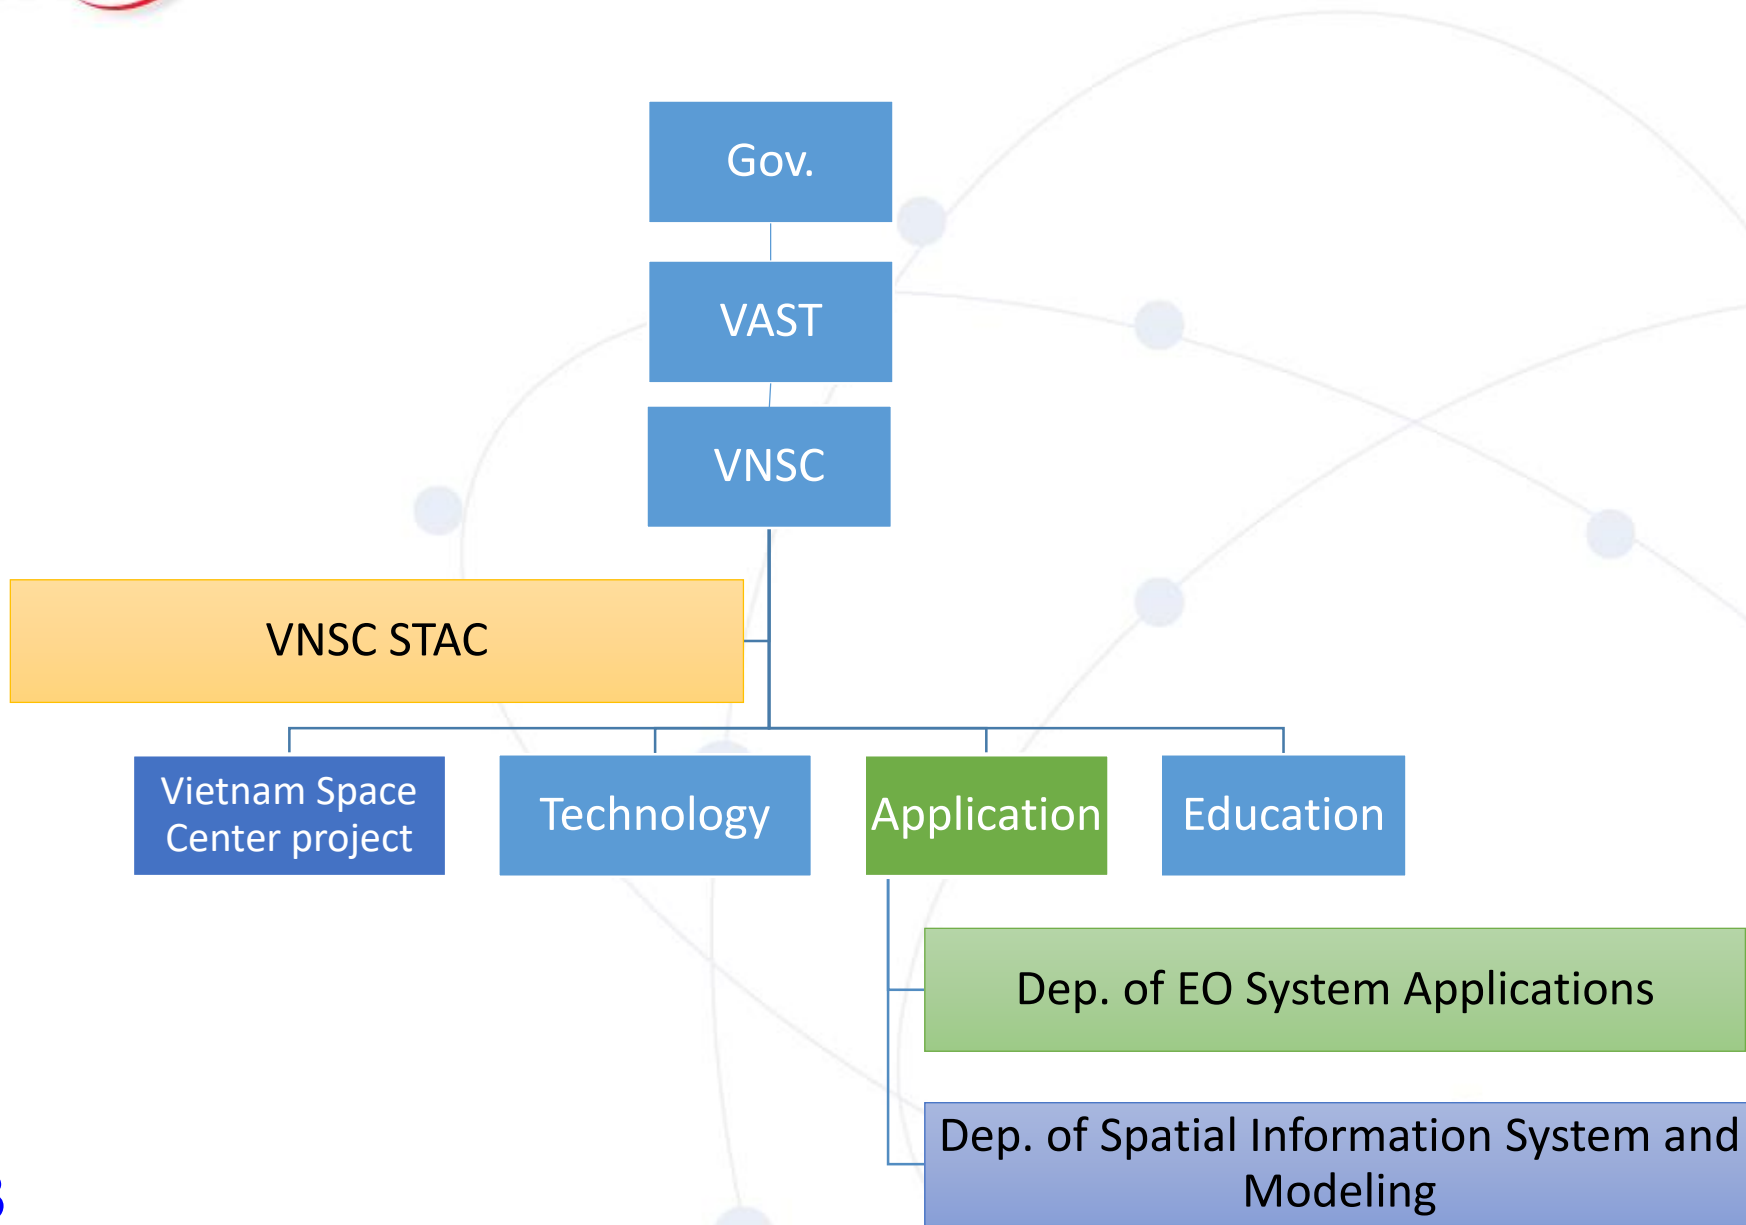 Gov.
VAST
VNSC
VNSC STAC
Vietnam Space
Center project
Technology
Application
Education
Dep. of EO System Applications
Dep. of Spatial Information System and
Modeling